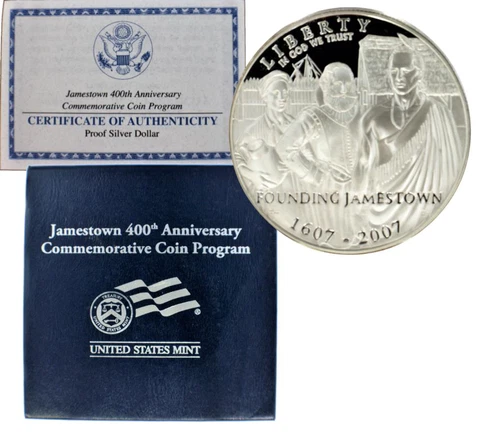 Jamestown 400th Anniversary
Commemorative Coin Program
CERTIFICATE OF AUTHENTICITY
Proof Silver Dollar
LIBERTY
IN GOD WE TRUST
FOUNDING JAMESTOWN
1607 • 2007
Jamestown 400th Anniversary
Commemorative Coin Program
UNITED STATES MINT